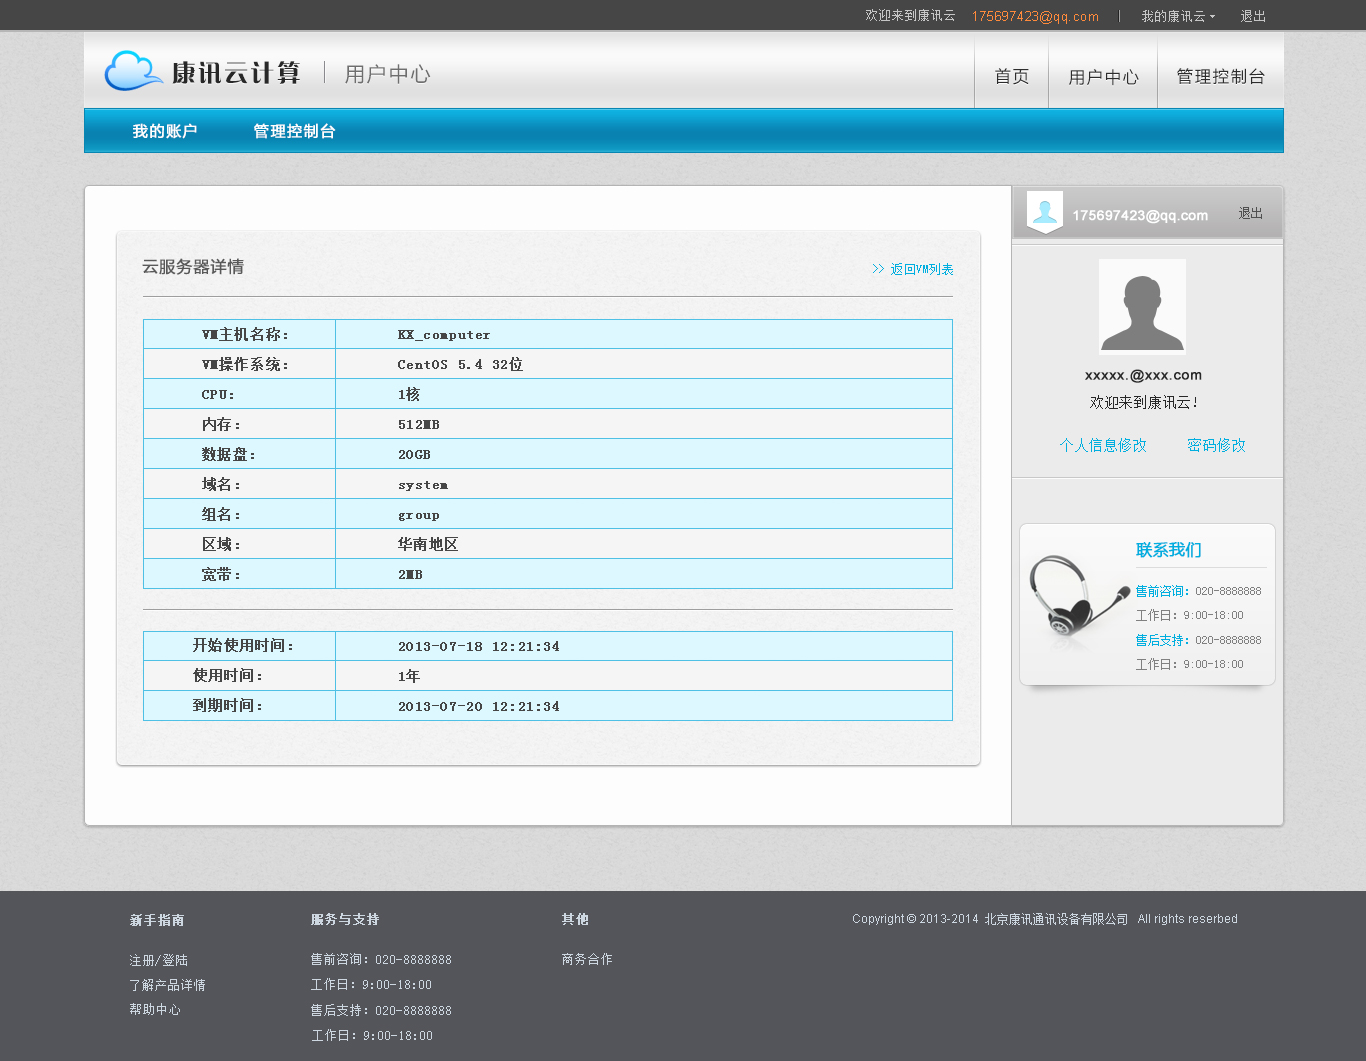 欢迎来到康讯云 175697423@qq.com | 我的康讯云 退出
康讯云计算 | 用户中心
首页 用户中心 管理控制台
我的账户 管理控制台
175697423@qq.com 退出
云服务器详情
>> 返回VM列表
VM主机名称： KX_computer
VM操作系统： CentOS 5.4 32位
CPU： 1核
内存： 512MB
数据盘： 20GB
域名： system
组名： group
区域： 华南地区
宽带： 2MB
开始使用时间： 2013-07-18 12:21:34
使用时间： 1年
到期时间： 2013-07-20 12:21:34
xxxxx.@xxx.com
欢迎来到康讯云！
个人信息修改 密码修改
联系我们
售前咨询：020-8888888
工作日：9:00-18:00
售后支持：020-8888888
工作日：9:00-18:00
新手指南
注册/登陆
了解产品详情
帮助中心
服务与支持
售前咨询：020-8888888
工作日：9:00-18:00
售后支持：020-8888888
工作日：9:00-18:00
其他
商务合作
Copyright © 2013-2014 北京康讯通讯设备有限公司 All rights reserbed